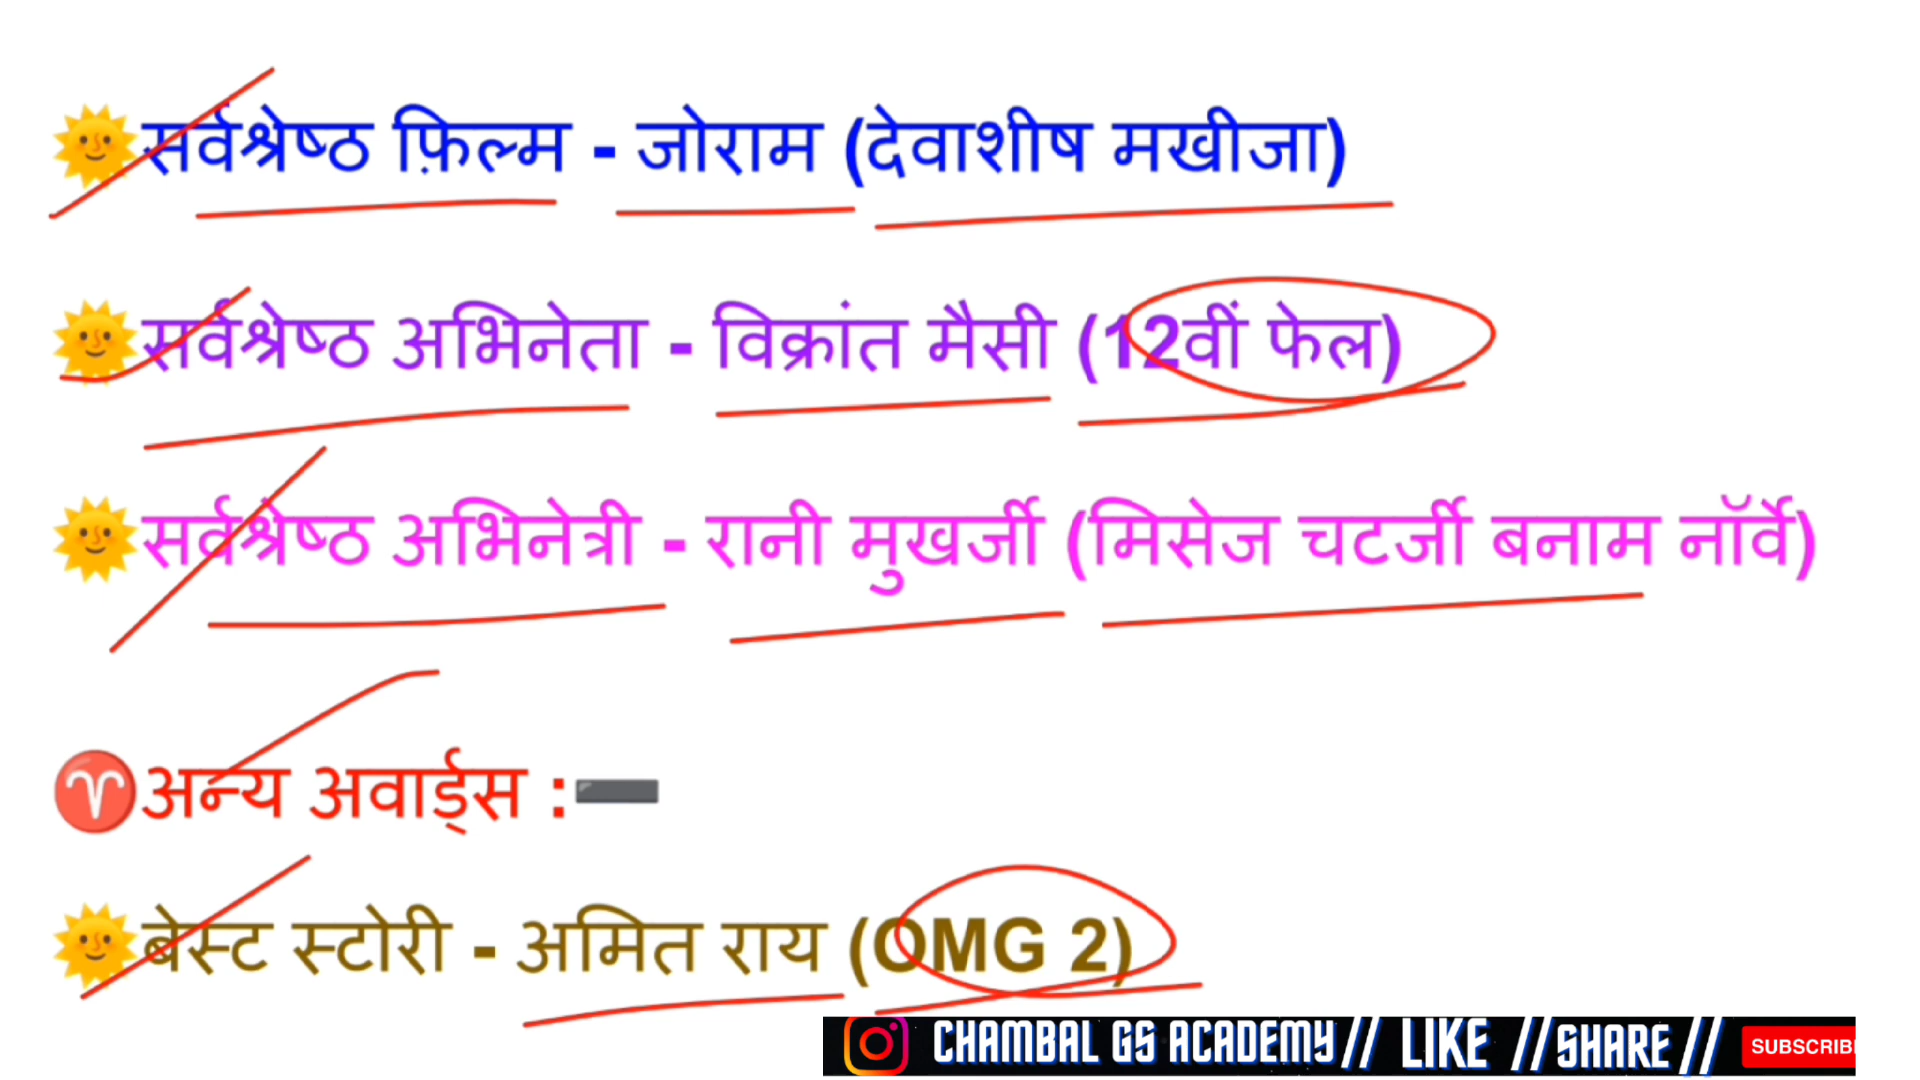 🌞सर्वश्रेष्ठ फ़िल्म - जोराम (देवाशीष मखीजा)
🌞सर्वश्रेष्ठ अभिनेता - विक्रांत मैसी (12वीं फेल)
🌞सर्वश्रेष्ठ अभिनेत्री - रानी मुखर्जी (मिसेज चटर्जी बनाम नॉर्वे)
♈अन्य अवार्ड्स :➖
🌞बेस्ट स्टोरी - अमित राय (OMG 2)
CHAMBAL GS ACADEMY// LIKE //SHARE // SUBSCRIB